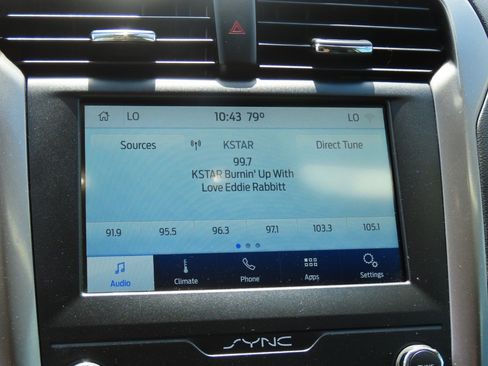 LO 10:43 79° LO
Sources KSTAR Direct Tune
99.7
KSTAR Burnin' Up With
Love Eddie Rabbitt
91.9 95.5 96.3 97.1 103.3 105.1
Audio Climate Phone Apps Settings
SYNC